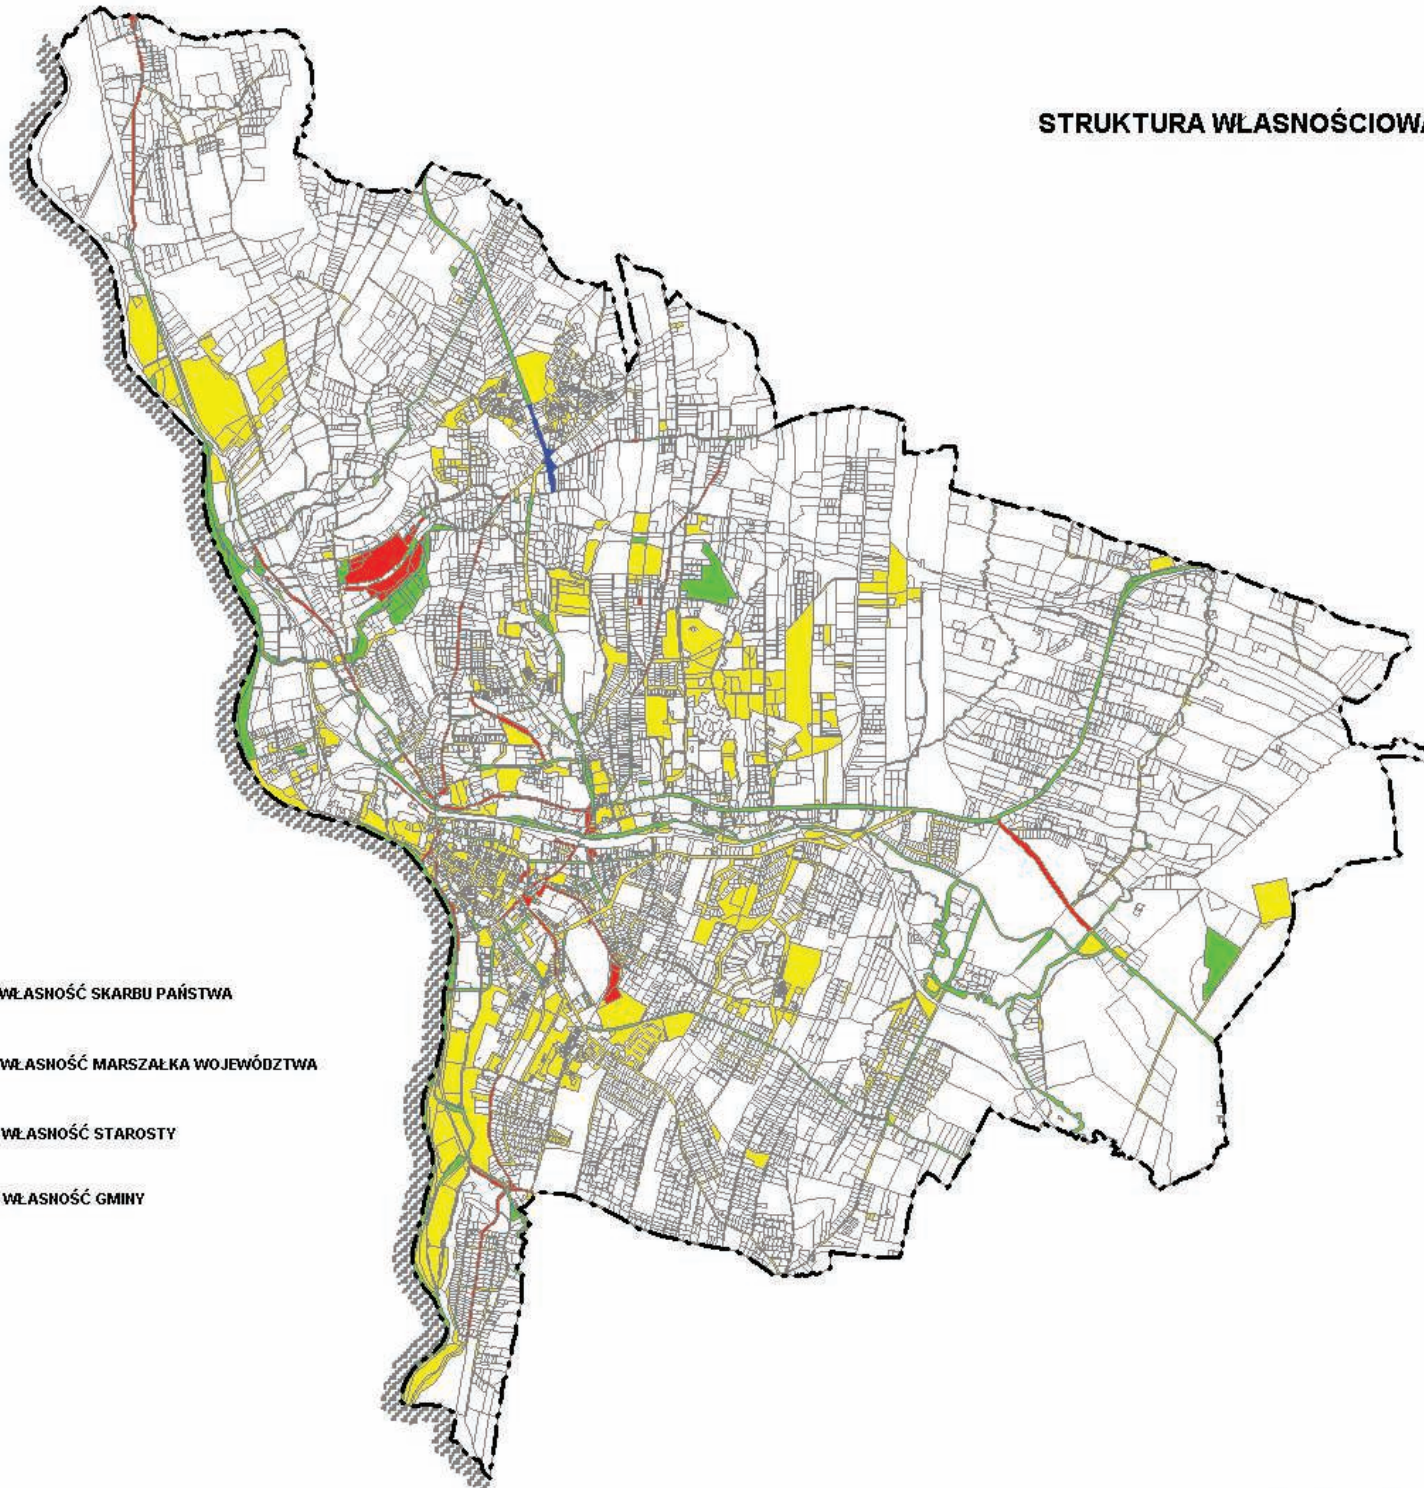 STRUKTURA WŁASNOŚCIOWA
WŁASNOŚĆ SKARBU PAŃSTWA
WŁASNOŚĆ MARSZAŁKA WOJEWÓDZTWA
WŁASNOŚĆ STAROSTY
WŁASNOŚĆ GMINY